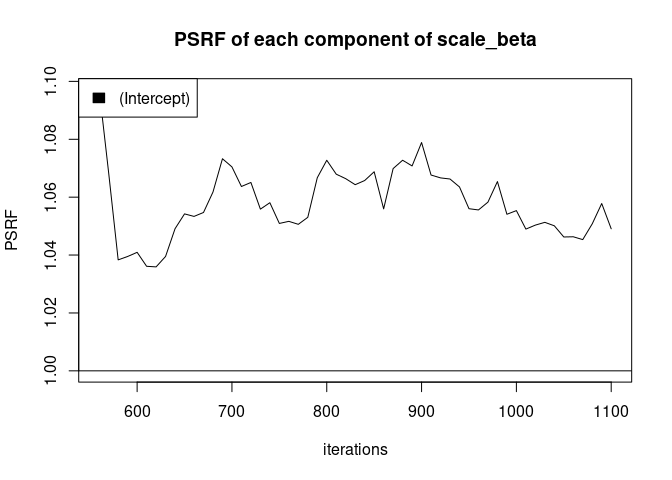 PSRF of each component of scale_beta
(Intercept)
PSRF
1.10
1.08
1.06
1.04
1.02
1.00
600 700 800 900 1000 1100
iterations